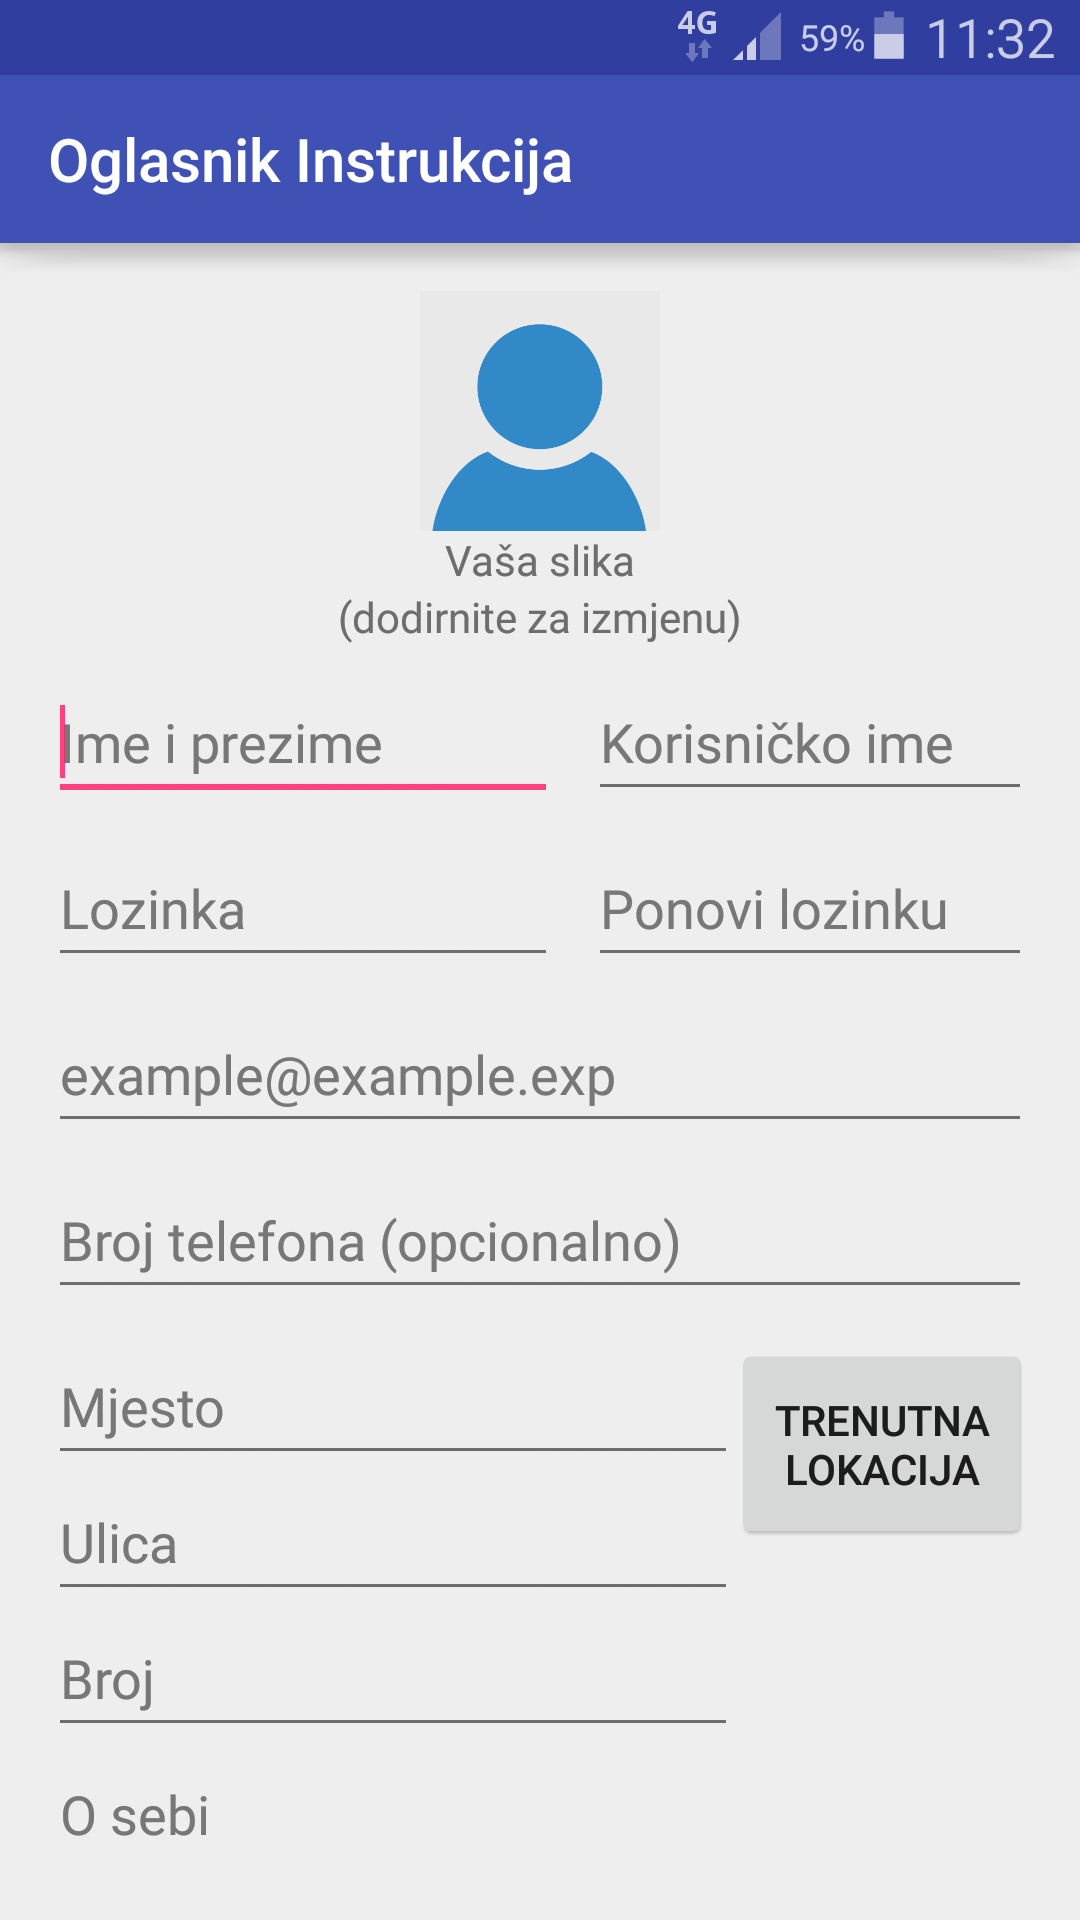 4G 59% 11:32
Oglasnik Instrukcija
Vaša slika
(dodirnite za izmjenu)
Ime i prezime
Korisničko ime
Lozinka
Ponovi lozinku
example@example.exp
Broj telefona (opcionalno)
Mjesto
TRENUTNA
LOKACIJA
Ulica
Broj
O sebi